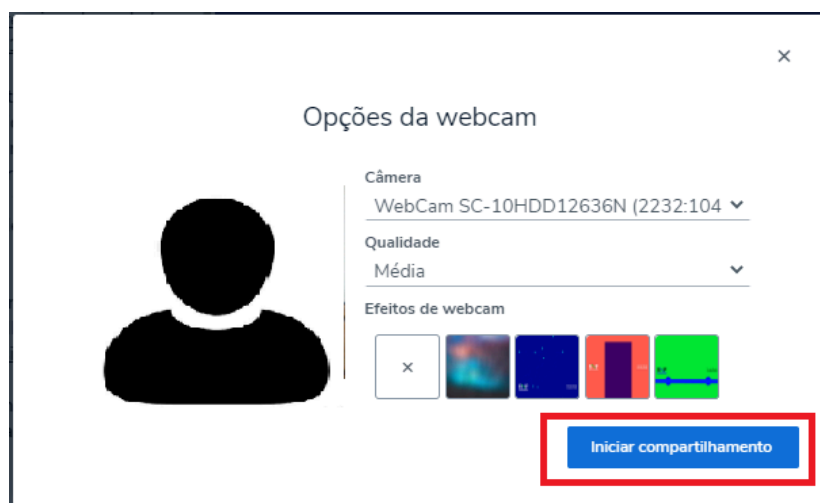 Opções da webcam
Câmera
WebCam SC-10HDD12636N (2232:104
Qualidade
Média
Efeitos de webcam
Iniciar compartilhamento